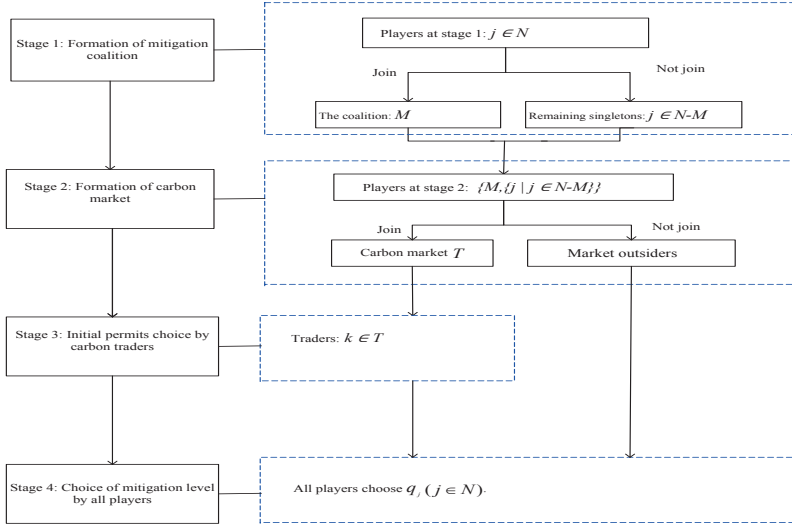 Stage 1: Formation of mitigation
coalition
Players at stage 1: j ∈ N
Join
Not join
The coalition: M
Remaining singletons: j ∈ N-M
Stage 2: Formation of carbon
market
Players at stage 2: {M,{j | j ∈ N-M}}
Join
Not join
Carbon market T
Market outsiders
Stage 3: Initial permits choice by
carbon traders
Traders: k ∈ T
Stage 4: Choice of mitigation level
by all players
All players choose q_j (j ∈ N).